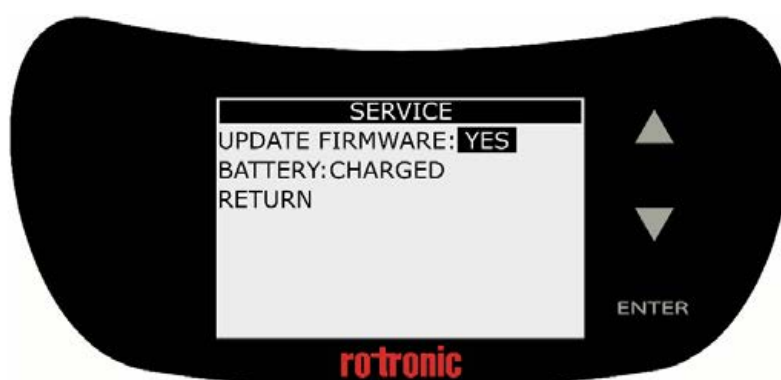 SERVICE
UPDATE FIRMWARE: YES
BATTERY:CHARGED
RETURN
ENTER
rotronic